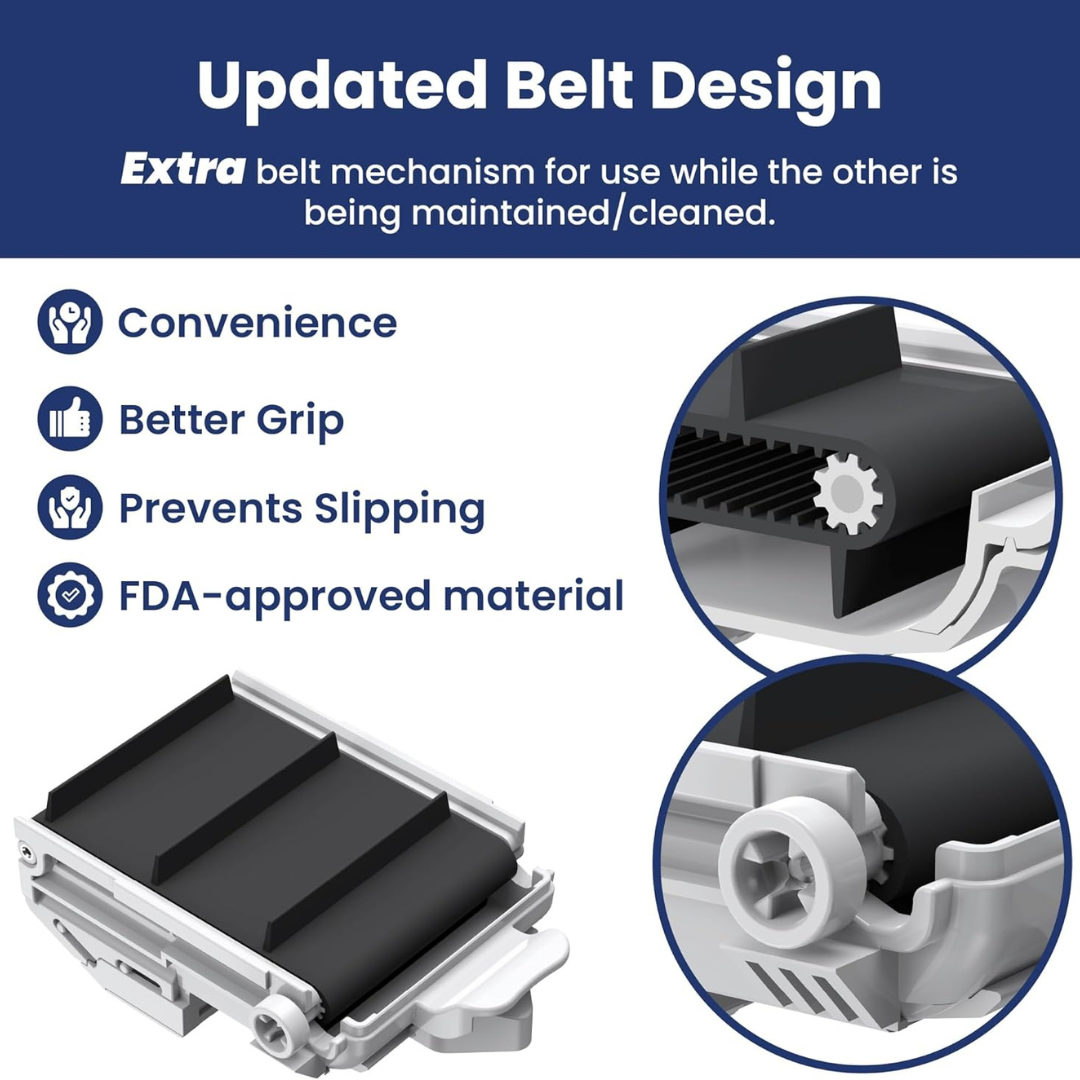 Updated Belt Design
Extra belt mechanism for use while the other is
being maintained/cleaned.
Convenience
Better Grip
Prevents Slipping
FDA-approved material